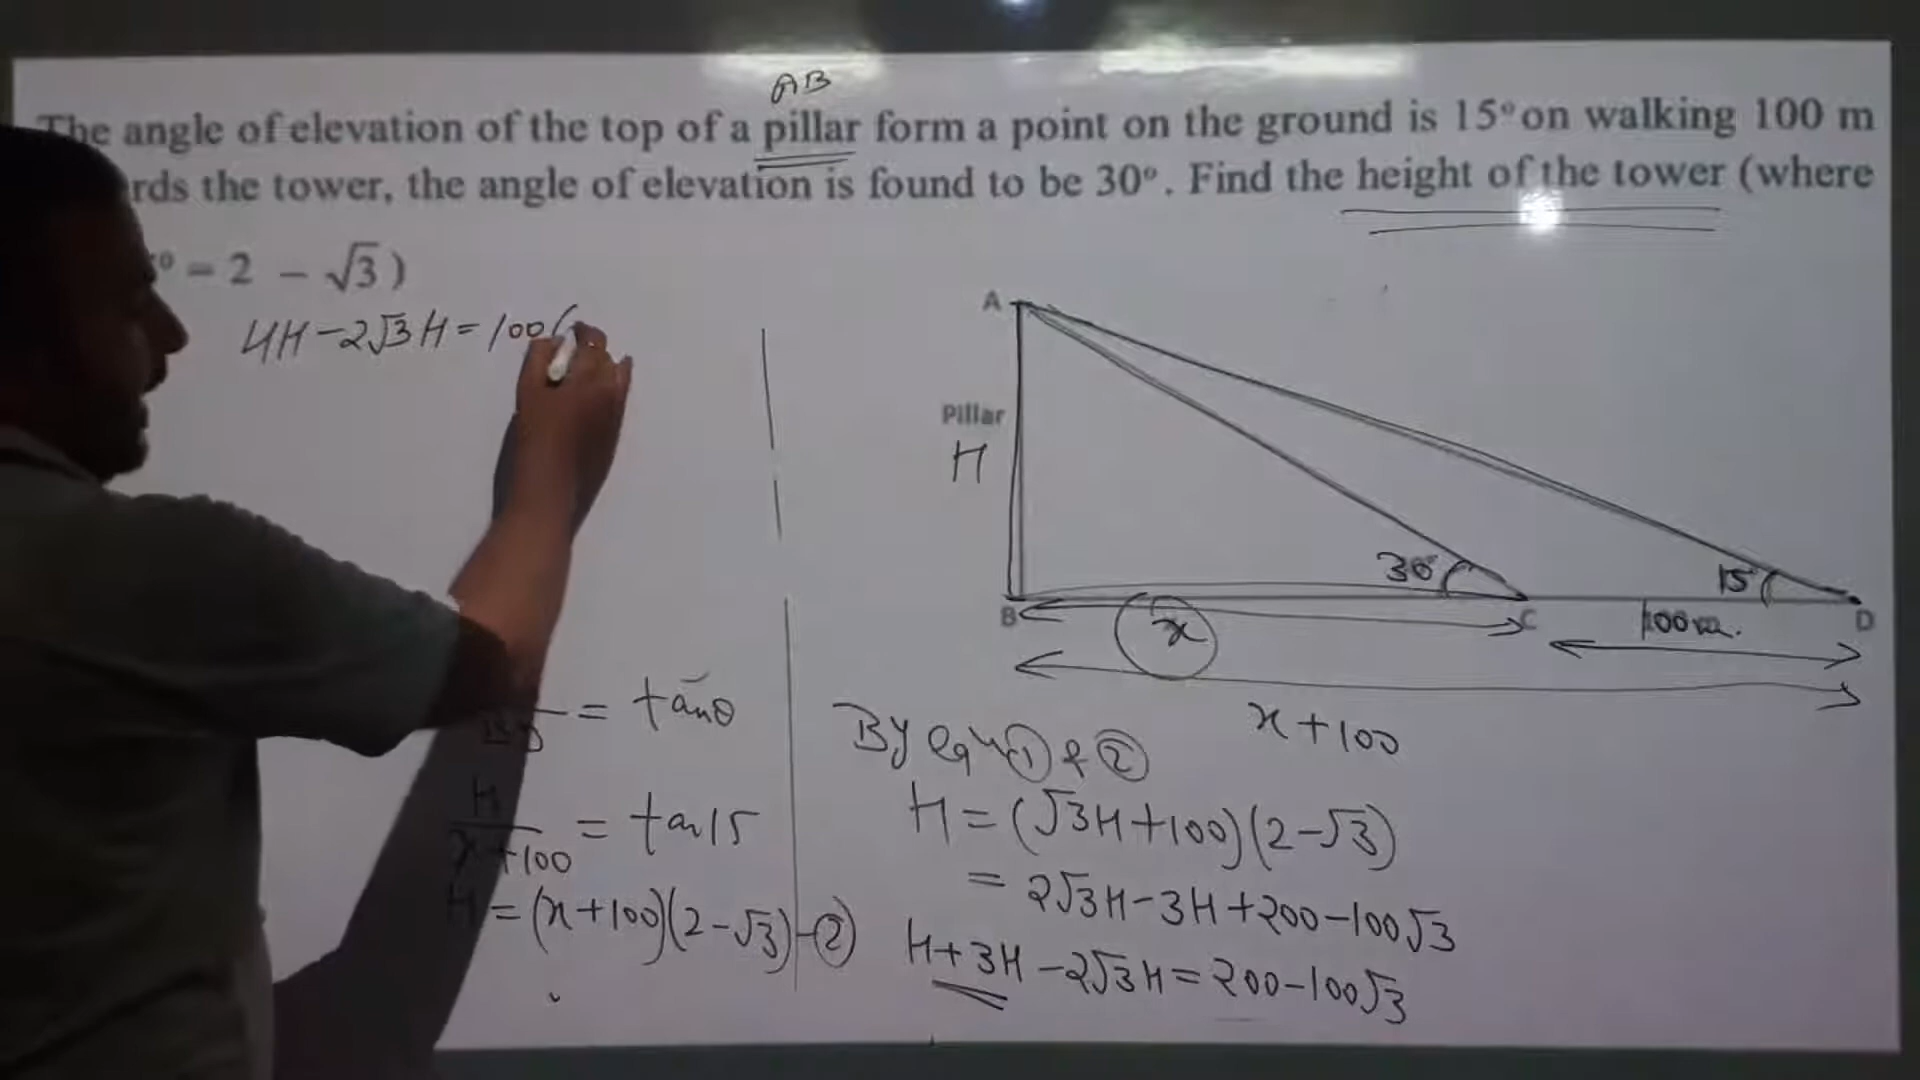 AB
The angle of elevation of the top of a pillar form a point on the ground is 15° on walking 100 m
rds the tower, the angle of elevation is found to be 30°. Find the height of the tower (where
° = 2 - √3)
4H-2√3H=100(
A
Pillar
H
30°
15
B
x
C
100m.
D
x+100
= tanθ
H/x+100 = tan15
H=(x+100)(2-√3)-②
By eqn ① & ②
H=(√3H+100)(2-√3)
= 2√3H-3H+200-100√3
H+3H-2√3H=200-100√3